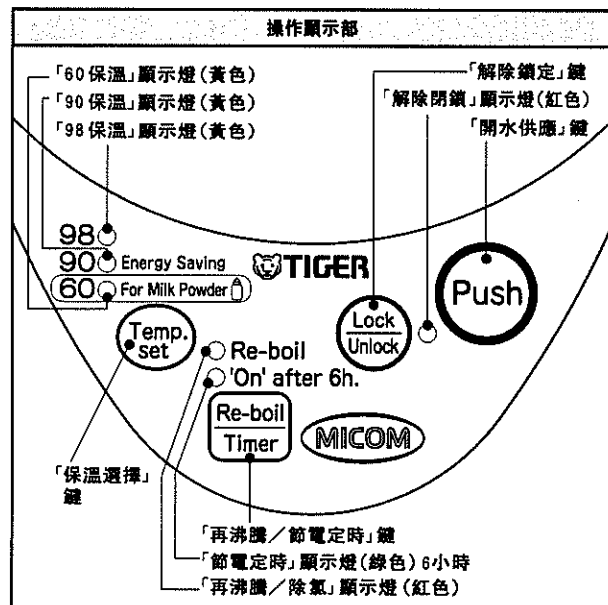 操作顯示部
「60保溫」顯示燈(黃色)
「90保溫」顯示燈(黃色)
「98保溫」顯示燈(黃色)
「解除鎖定」鍵
「解除閉鎖」顯示燈(紅色)
「開水供應」鍵
98
90 Energy Saving
60 For Milk Powder
TIGER
Push
Lock
Unlock
Temp.
set
Re-boil
'On' after 6h.
Re-boil
Timer
MICOM
「保溫選擇」
鍵
「再沸騰／節電定時」鍵
「節電定時」顯示燈(綠色)6小時
「再沸騰／除氯」顯示燈(紅色)